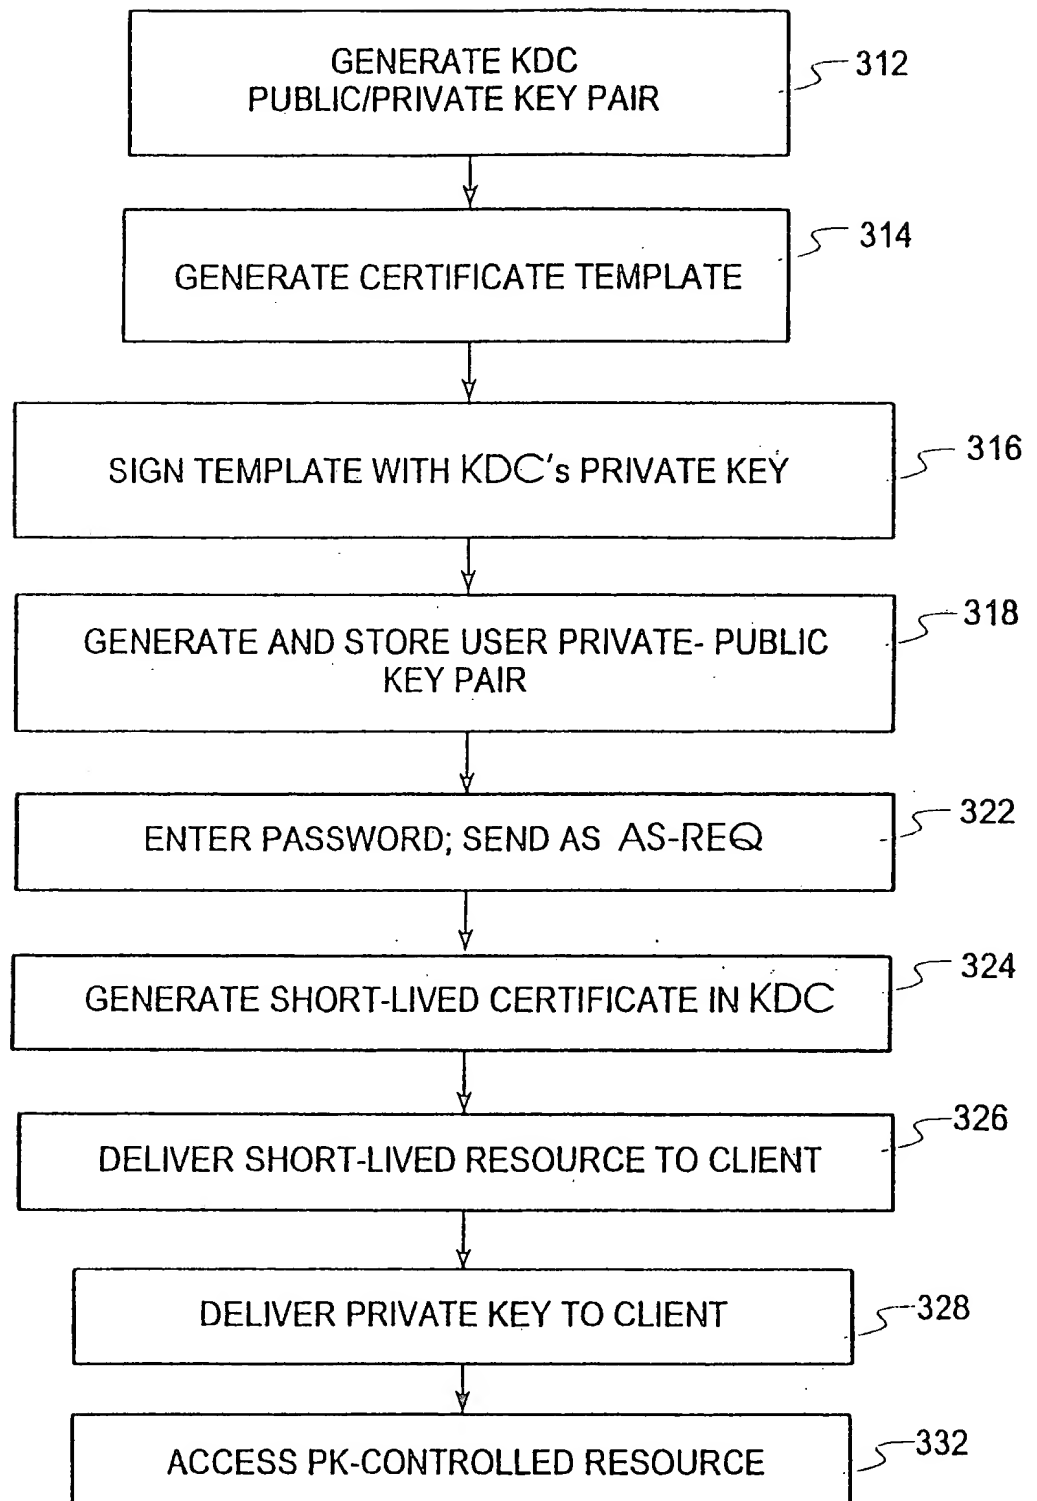 GENERATE KDC
PUBLIC/PRIVATE KEY PAIR
312
GENERATE CERTIFICATE TEMPLATE
314
SIGN TEMPLATE WITH KDC's PRIVATE KEY
316
GENERATE AND STORE USER PRIVATE- PUBLIC
KEY PAIR
318
ENTER PASSWORD; SEND AS AS-REQ
322
GENERATE SHORT-LIVED CERTIFICATE IN KDC
324
DELIVER SHORT-LIVED RESOURCE TO CLIENT
326
DELIVER PRIVATE KEY TO CLIENT
328
ACCESS PK-CONTROLLED RESOURCE
332